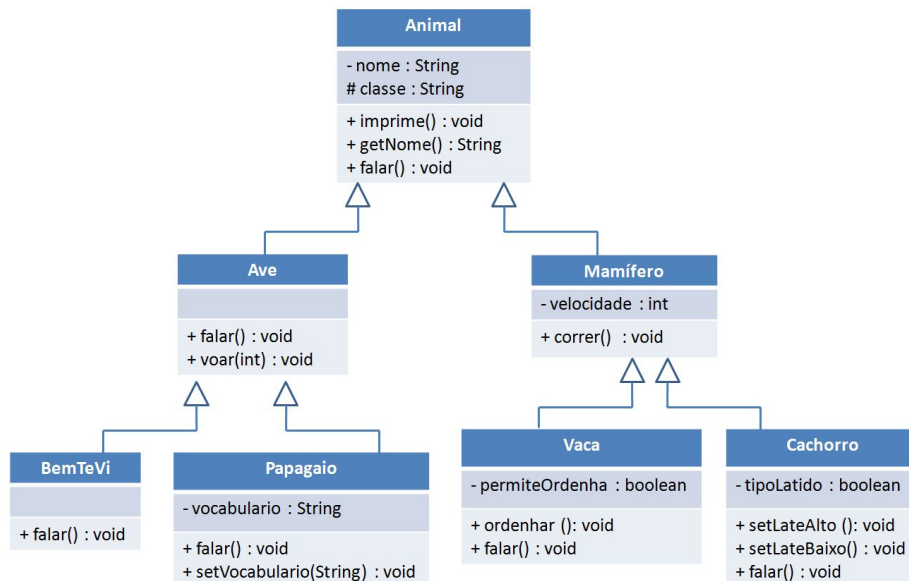 Animal
- nome : String
# classe : String
+ imprime() : void
+ getNome() : String
+ falar() : void
Ave
+ falar() : void
+ voar(int) : void
Mamífero
- velocidade : int
+ correr() : void
BemTeVi
+ falar() : void
Papagaio
- vocabulario : String
+ falar() : void
+ setVocabulario(String) : void
Vaca
- permiteOrdenha : boolean
+ ordenhar (): void
+ falar() : void
Cachorro
- tipoLatido : boolean
+ setLateAlto (): void
+ setLateBaixo() : void
+ falar() : void